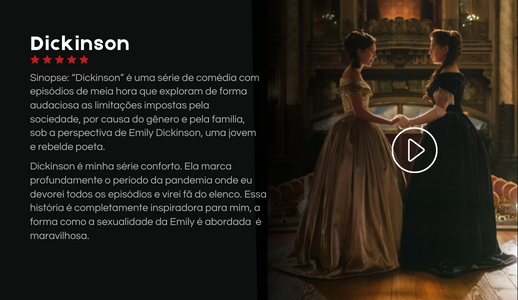 Dickinson
Sinopse: "Dickinson" é uma série de comédia com
episódios de meia hora que exploram de forma
audaciosa as limitações impostas pela
sociedade, por causa do gênero e pela família,
sob a perspectiva de Emily Dickinson, uma jovem
e rebelde poeta.
Dickinson é minha série conforto. Ela marca
profundamente o período da pandemia onde eu
devorei todos os episódios e virei fã do elenco. Essa
história é completamente inspiradora para mim, a
forma como a sexualidade da Emily é abordada é
maravilhosa.